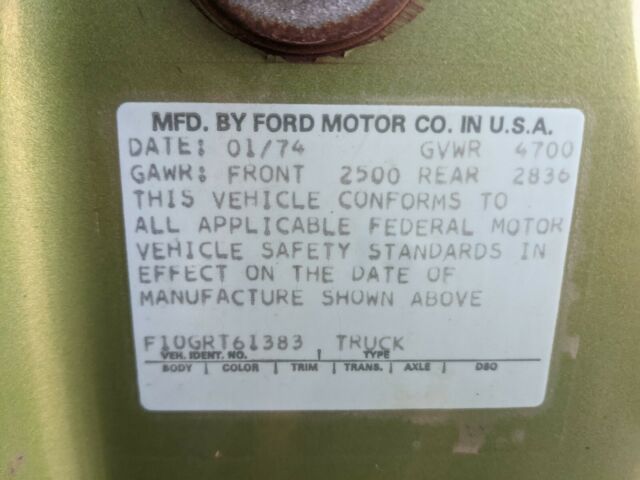 MFD. BY FORD MOTOR CO. IN U.S.A.
DATE: 01/74 GVWR 4700
GAWR: FRONT 2500 REAR 2836
THIS VEHICLE CONFORMS TO
ALL APPLICABLE FEDERAL MOTOR
VEHICLE SAFETY STANDARDS IN
EFFECT ON THE DATE OF
MANUFACTURE SHOWN ABOVE
F10GRT61383 TRUCK
VEH. IDENT. NO. | TYPE
BODY | COLOR | TRIM | TRANS. | AXLE | DSO